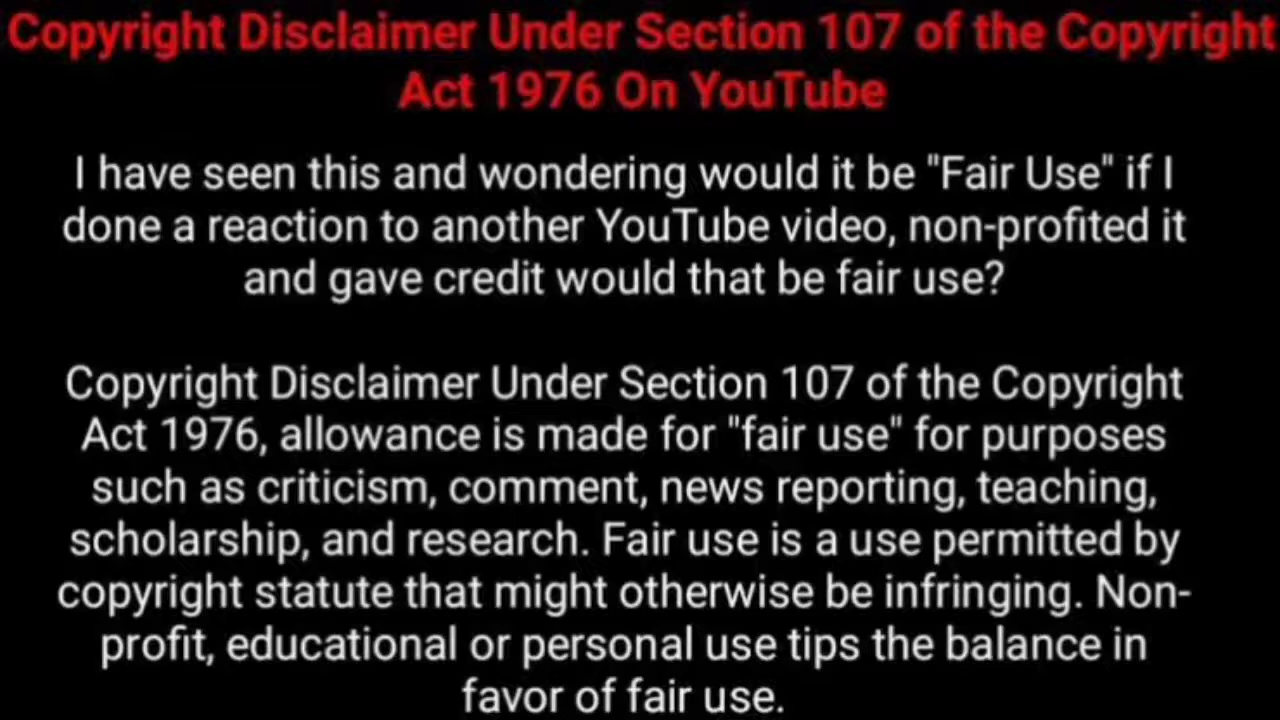 Copyright Disclaimer Under Section 107 of the Copyright
Act 1976 On YouTube
I have seen this and wondering would it be "Fair Use" if I
done a reaction to another YouTube video, non-profited it
and gave credit would that be fair use?
Copyright Disclaimer Under Section 107 of the Copyright
Act 1976, allowance is made for "fair use" for purposes
such as criticism, comment, news reporting, teaching,
scholarship, and research. Fair use is a use permitted by
copyright statute that might otherwise be infringing. Non-
profit, educational or personal use tips the balance in
favor of fair use.